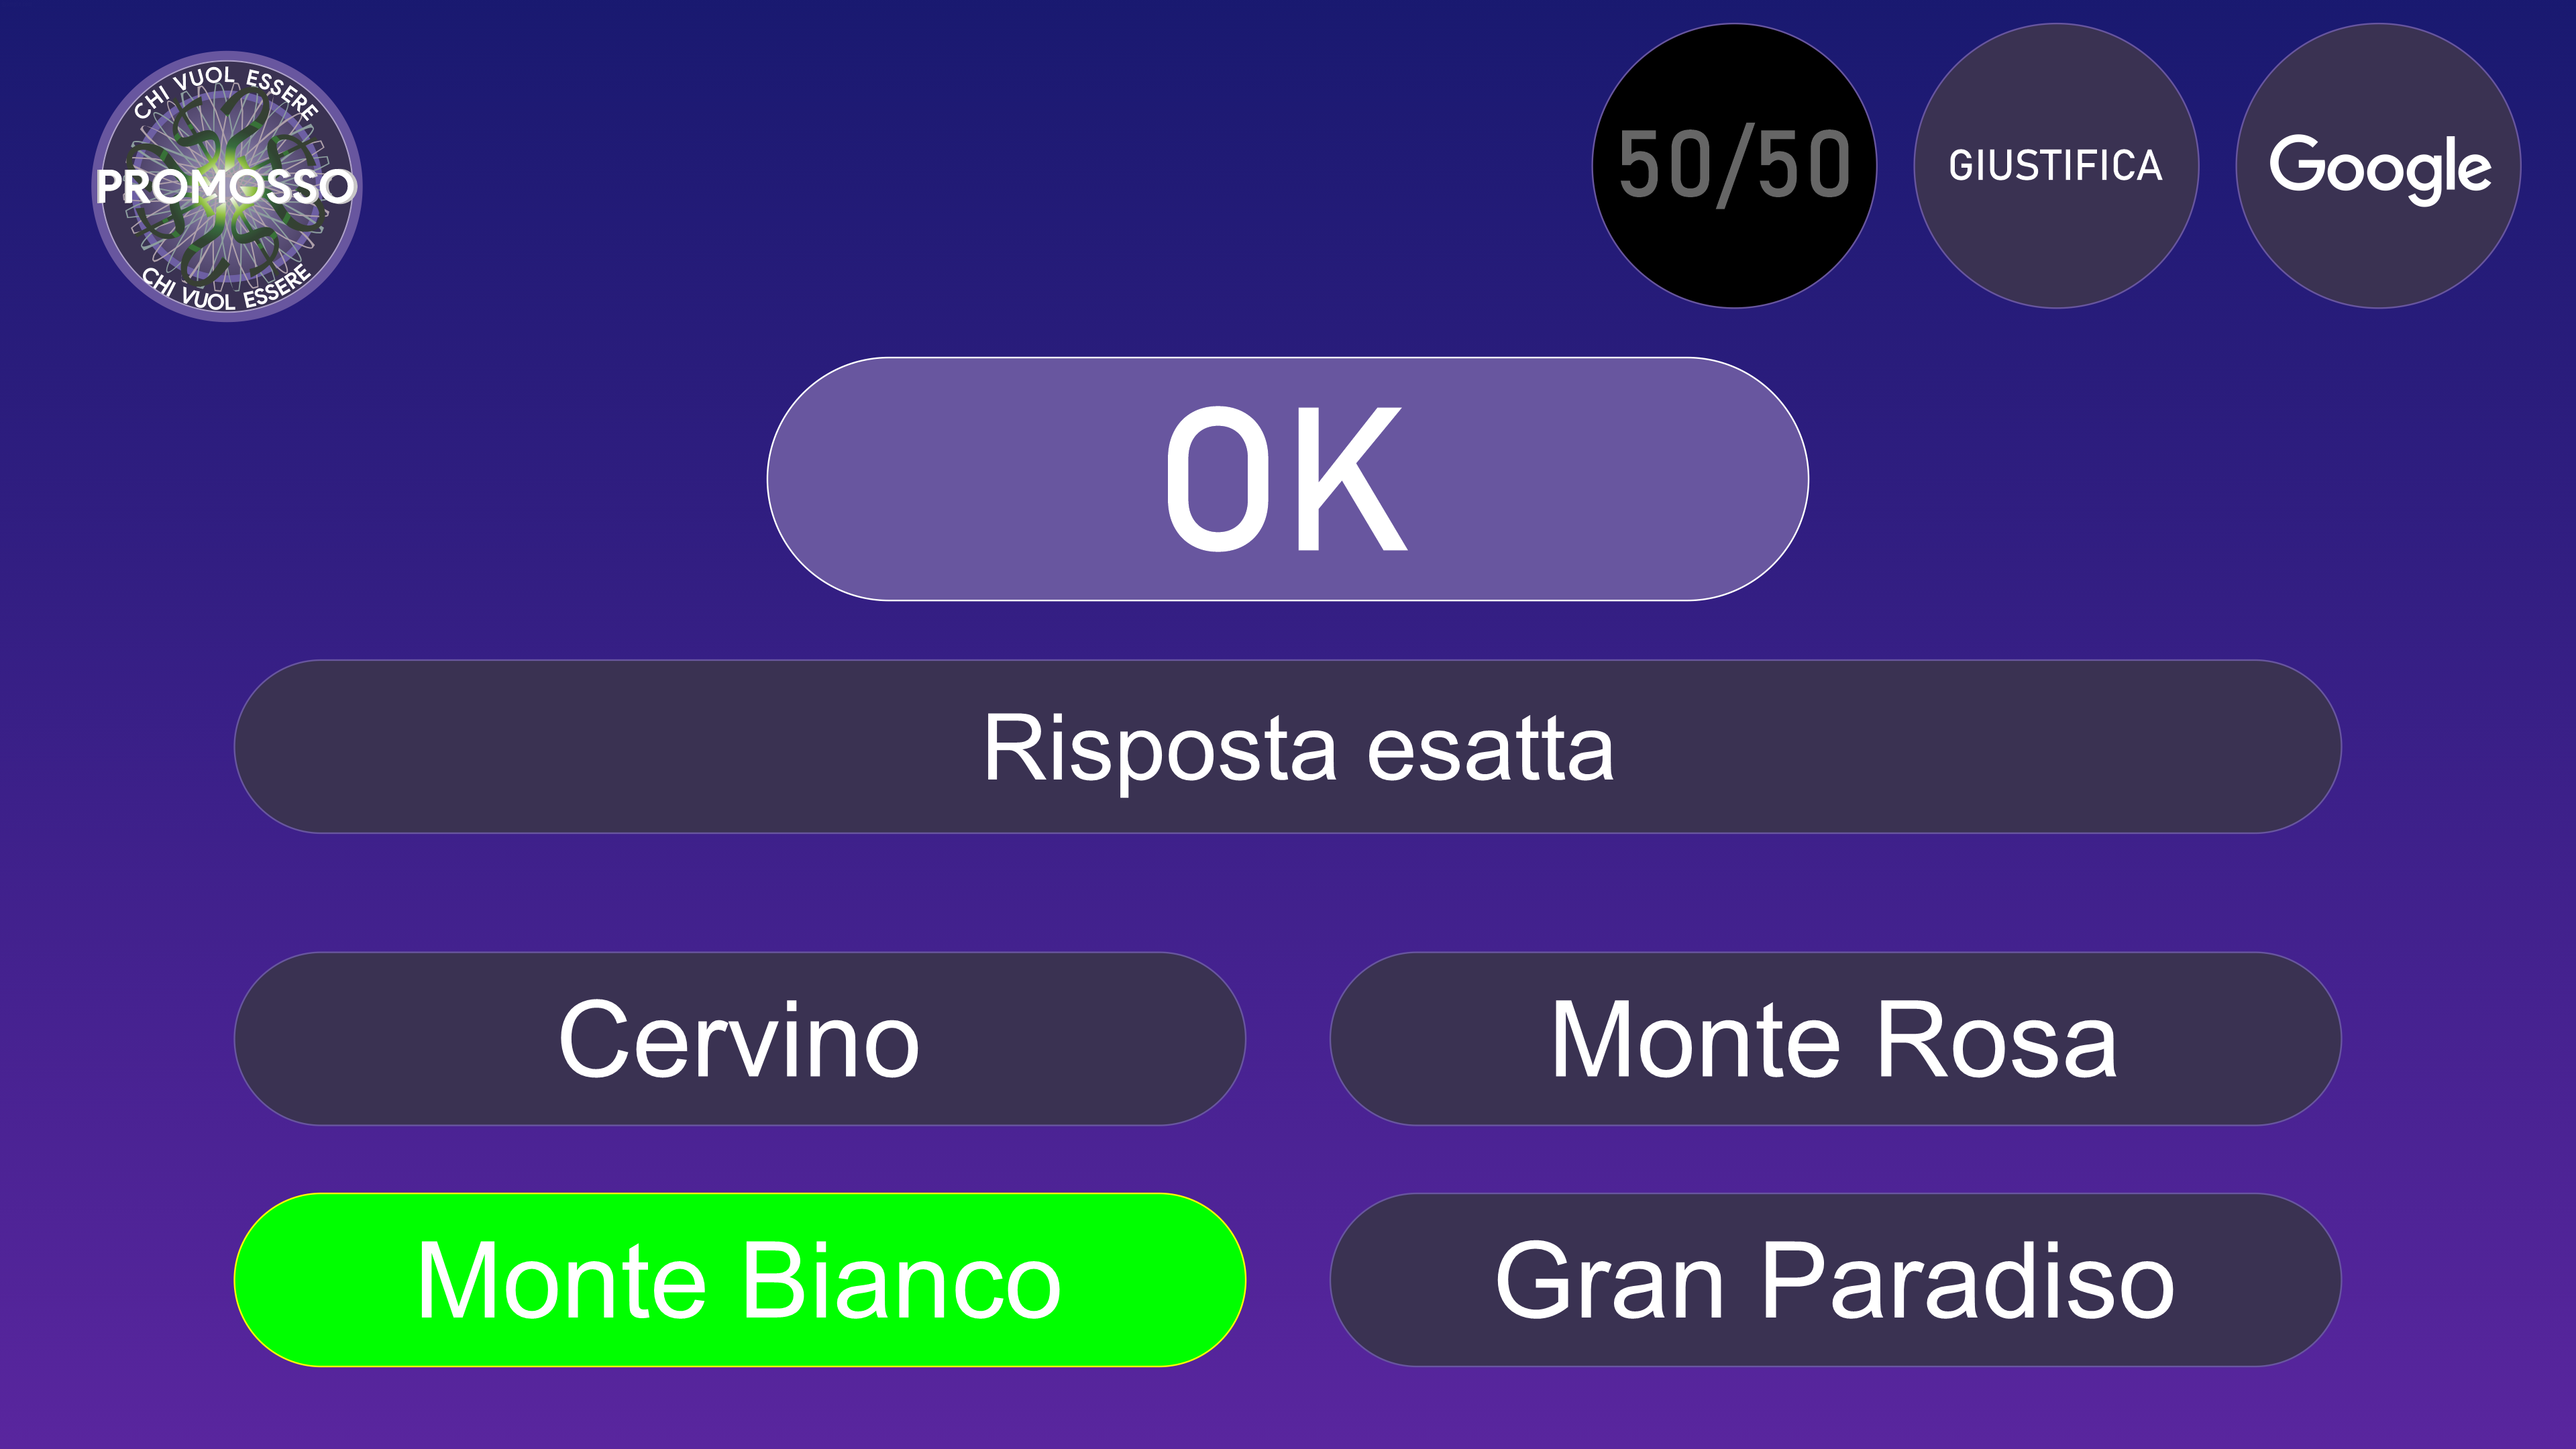 CHI VUOL ESSERE
PROMOSSO
CHI VUOL ESSERE
50/50
GIUSTIFICA
Google
OK
Risposta esatta
Cervino
Monte Rosa
Monte Bianco
Gran Paradiso